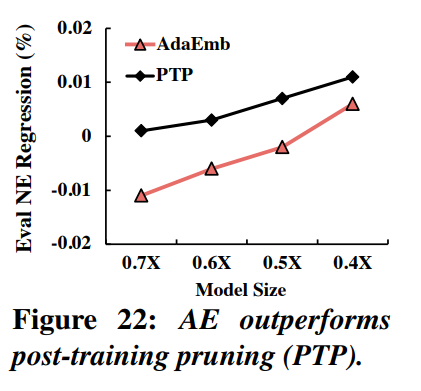 Eval NE Regression (%)
0.02
0.01
0
-0.01
-0.02
AdaEmb
PTP
0.7X 0.6X 0.5X 0.4X
Model Size
Figure 22: AE outperforms
post-training pruning (PTP).